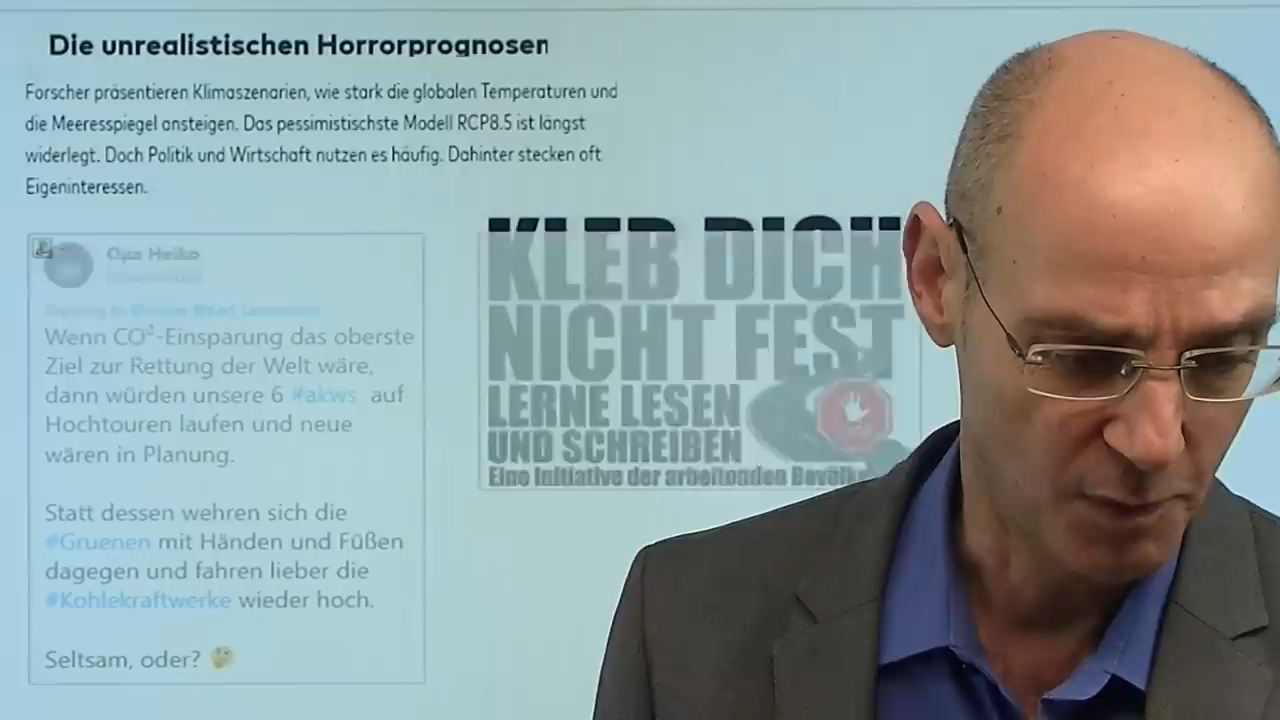 Die unrealistischen Horrorprognosen
Forscher präsentieren Klimaszenarien, wie stark die globalen Temperaturen und
die Meeresspiegel ansteigen. Das pessimistischste Modell RCP8.5 ist längst
widerlegt. Doch Politik und Wirtschaft nutzen es häufig. Dahinter stecken oft
Eigeninteressen.
Opa Heiko
Wenn CO²-Einsparung das oberste
Ziel zur Rettung der Welt wäre,
dann würden unsere 6 #akws auf
Hochtouren laufen und neue
wären in Planung.
Statt dessen wehren sich die
#Gruenen mit Händen und Füßen
dagegen und fahren lieber die
#Kohlekraftwerke wieder hoch.
Seltsam, oder?
KLEB DICH
NICHT FEST
LERNE LESEN
UND SCHREIBEN
Eine Initiative der arbeitenden